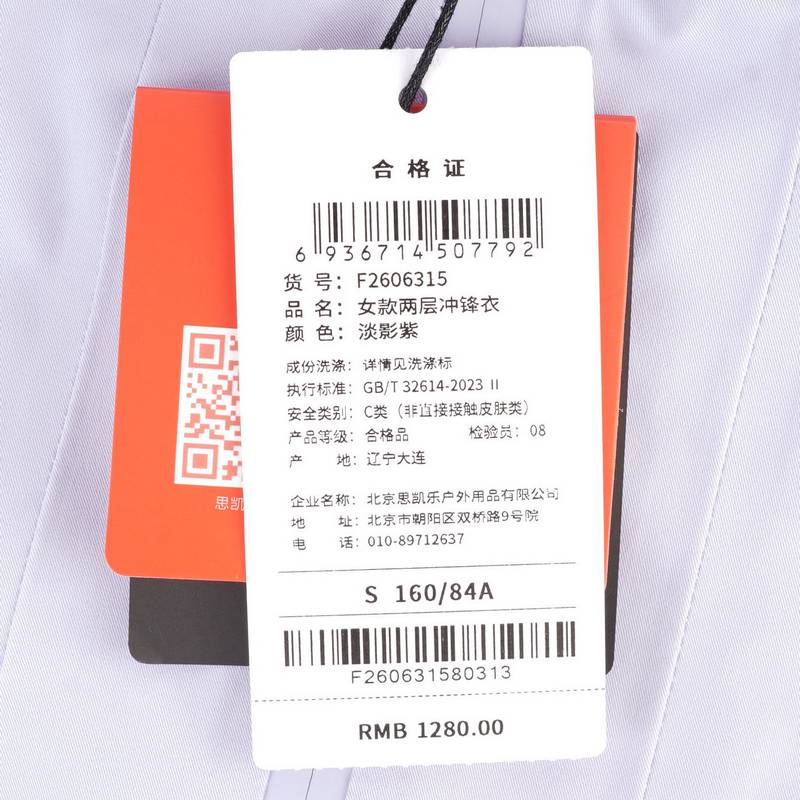 合格证
6 936714 507792
货 号：F2606315
品 名：女款两层冲锋衣
颜 色：淡影紫
成份洗涤：详情见洗涤标
执行标准：GB/T 32614-2023 II
安全类别：C类（非直接接触皮肤类）
产品等级：合格品 检验员：08
产 地：辽宁大连
思凯
企业名称：北京思凯乐户外用品有限公司
地 址：北京市朝阳区双桥路9号院
电 话：010-89712637
S 160/84A
F260631580313
RMB 1280.00